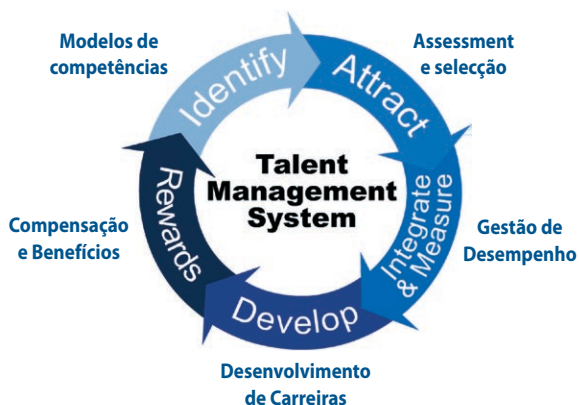 Modelos de
competências
Assessment
e selecção
Identify
Attract
Talent
Management
System
Integrate
& Measure
Rewards
Compensação
e Benefícios
Gestão de
Desempenho
Develop
Desenvolvimento
de Carreiras